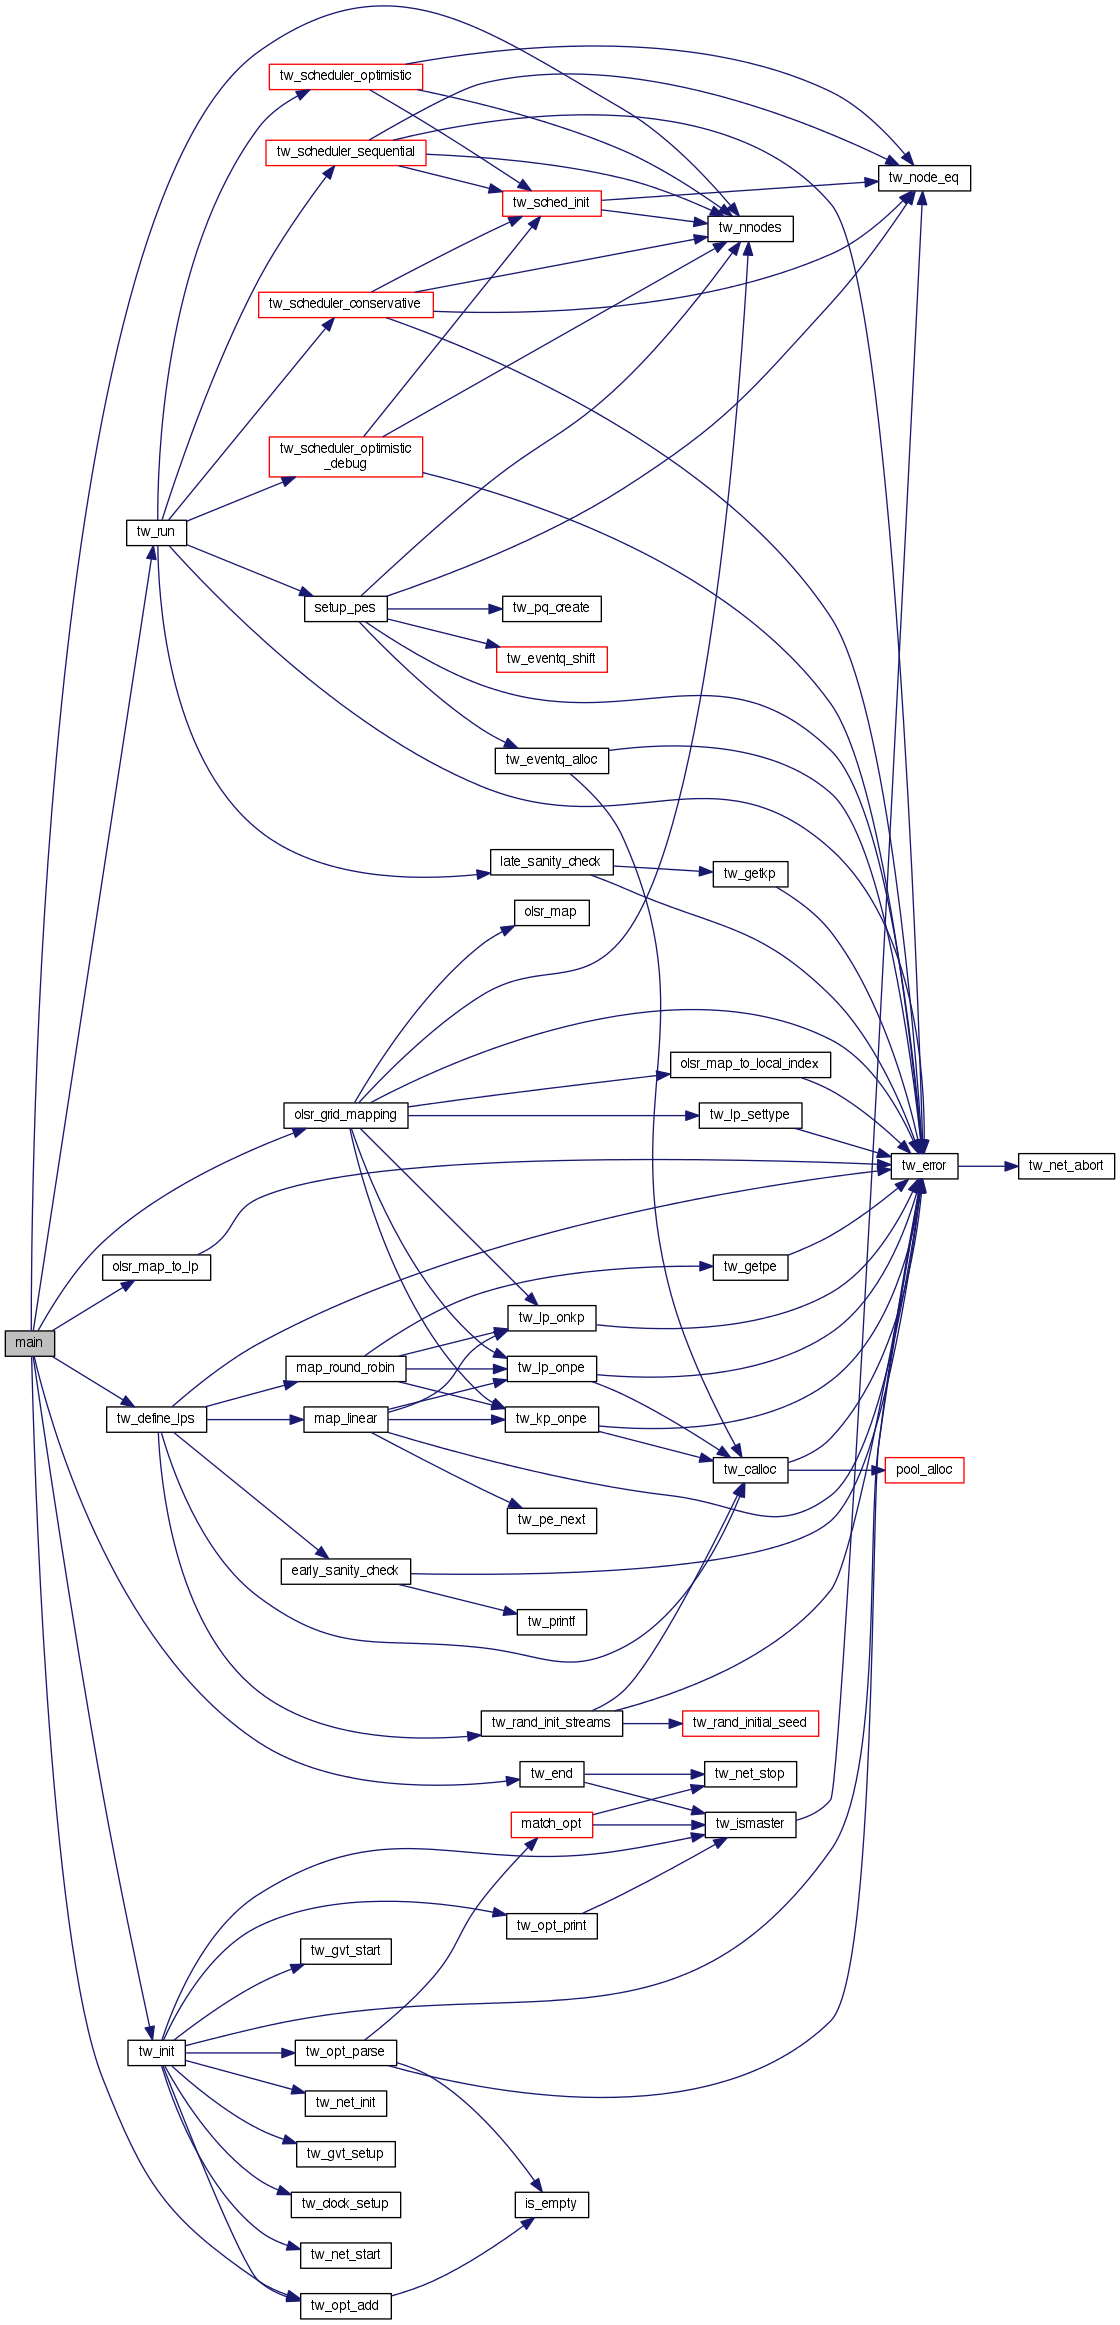 tw_scheduler_optimistic
tw_scheduler_sequential
tw_node_eq
tw_sched_init
tw_nnodes
tw_scheduler_conservative
tw_scheduler_optimistic
_debug
tw_run
setup_pes
tw_pq_create
tw_eventq_shift
tw_eventq_alloc
late_sanity_check
tw_getkp
olsr_map
olsr_map_to_local_index
olsr_grid_mapping
tw_lp_settype
tw_error
tw_net_abort
olsr_map_to_lp
tw_getpe
tw_lp_onkp
main
map_round_robin
tw_lp_onpe
tw_define_lps
map_linear
tw_kp_onpe
tw_calloc
pool_alloc
tw_pe_next
early_sanity_check
tw_printf
tw_rand_init_streams
tw_rand_initial_seed
tw_end
tw_net_stop
match_opt
tw_ismaster
tw_opt_print
tw_gvt_start
tw_init
tw_opt_parse
tw_net_init
tw_gvt_setup
tw_clock_setup
is_empty
tw_net_start
tw_opt_add